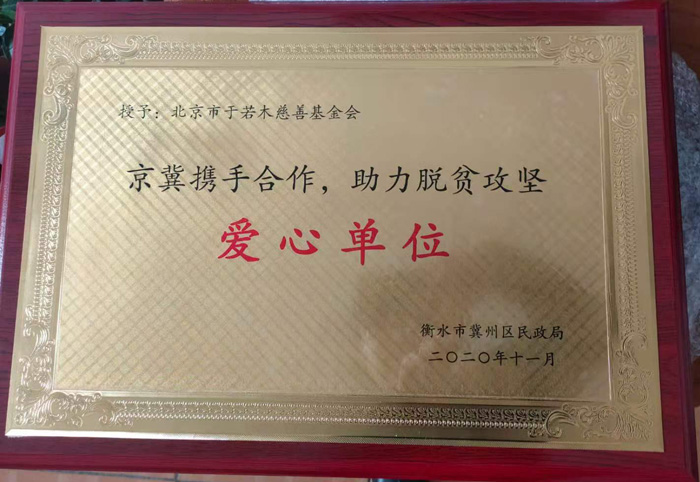 授予：北京市于若木慈善基金会
京冀携手合作，助力脱贫攻坚
爱心单位
衡水市冀州区民政局
二〇二〇年十一月